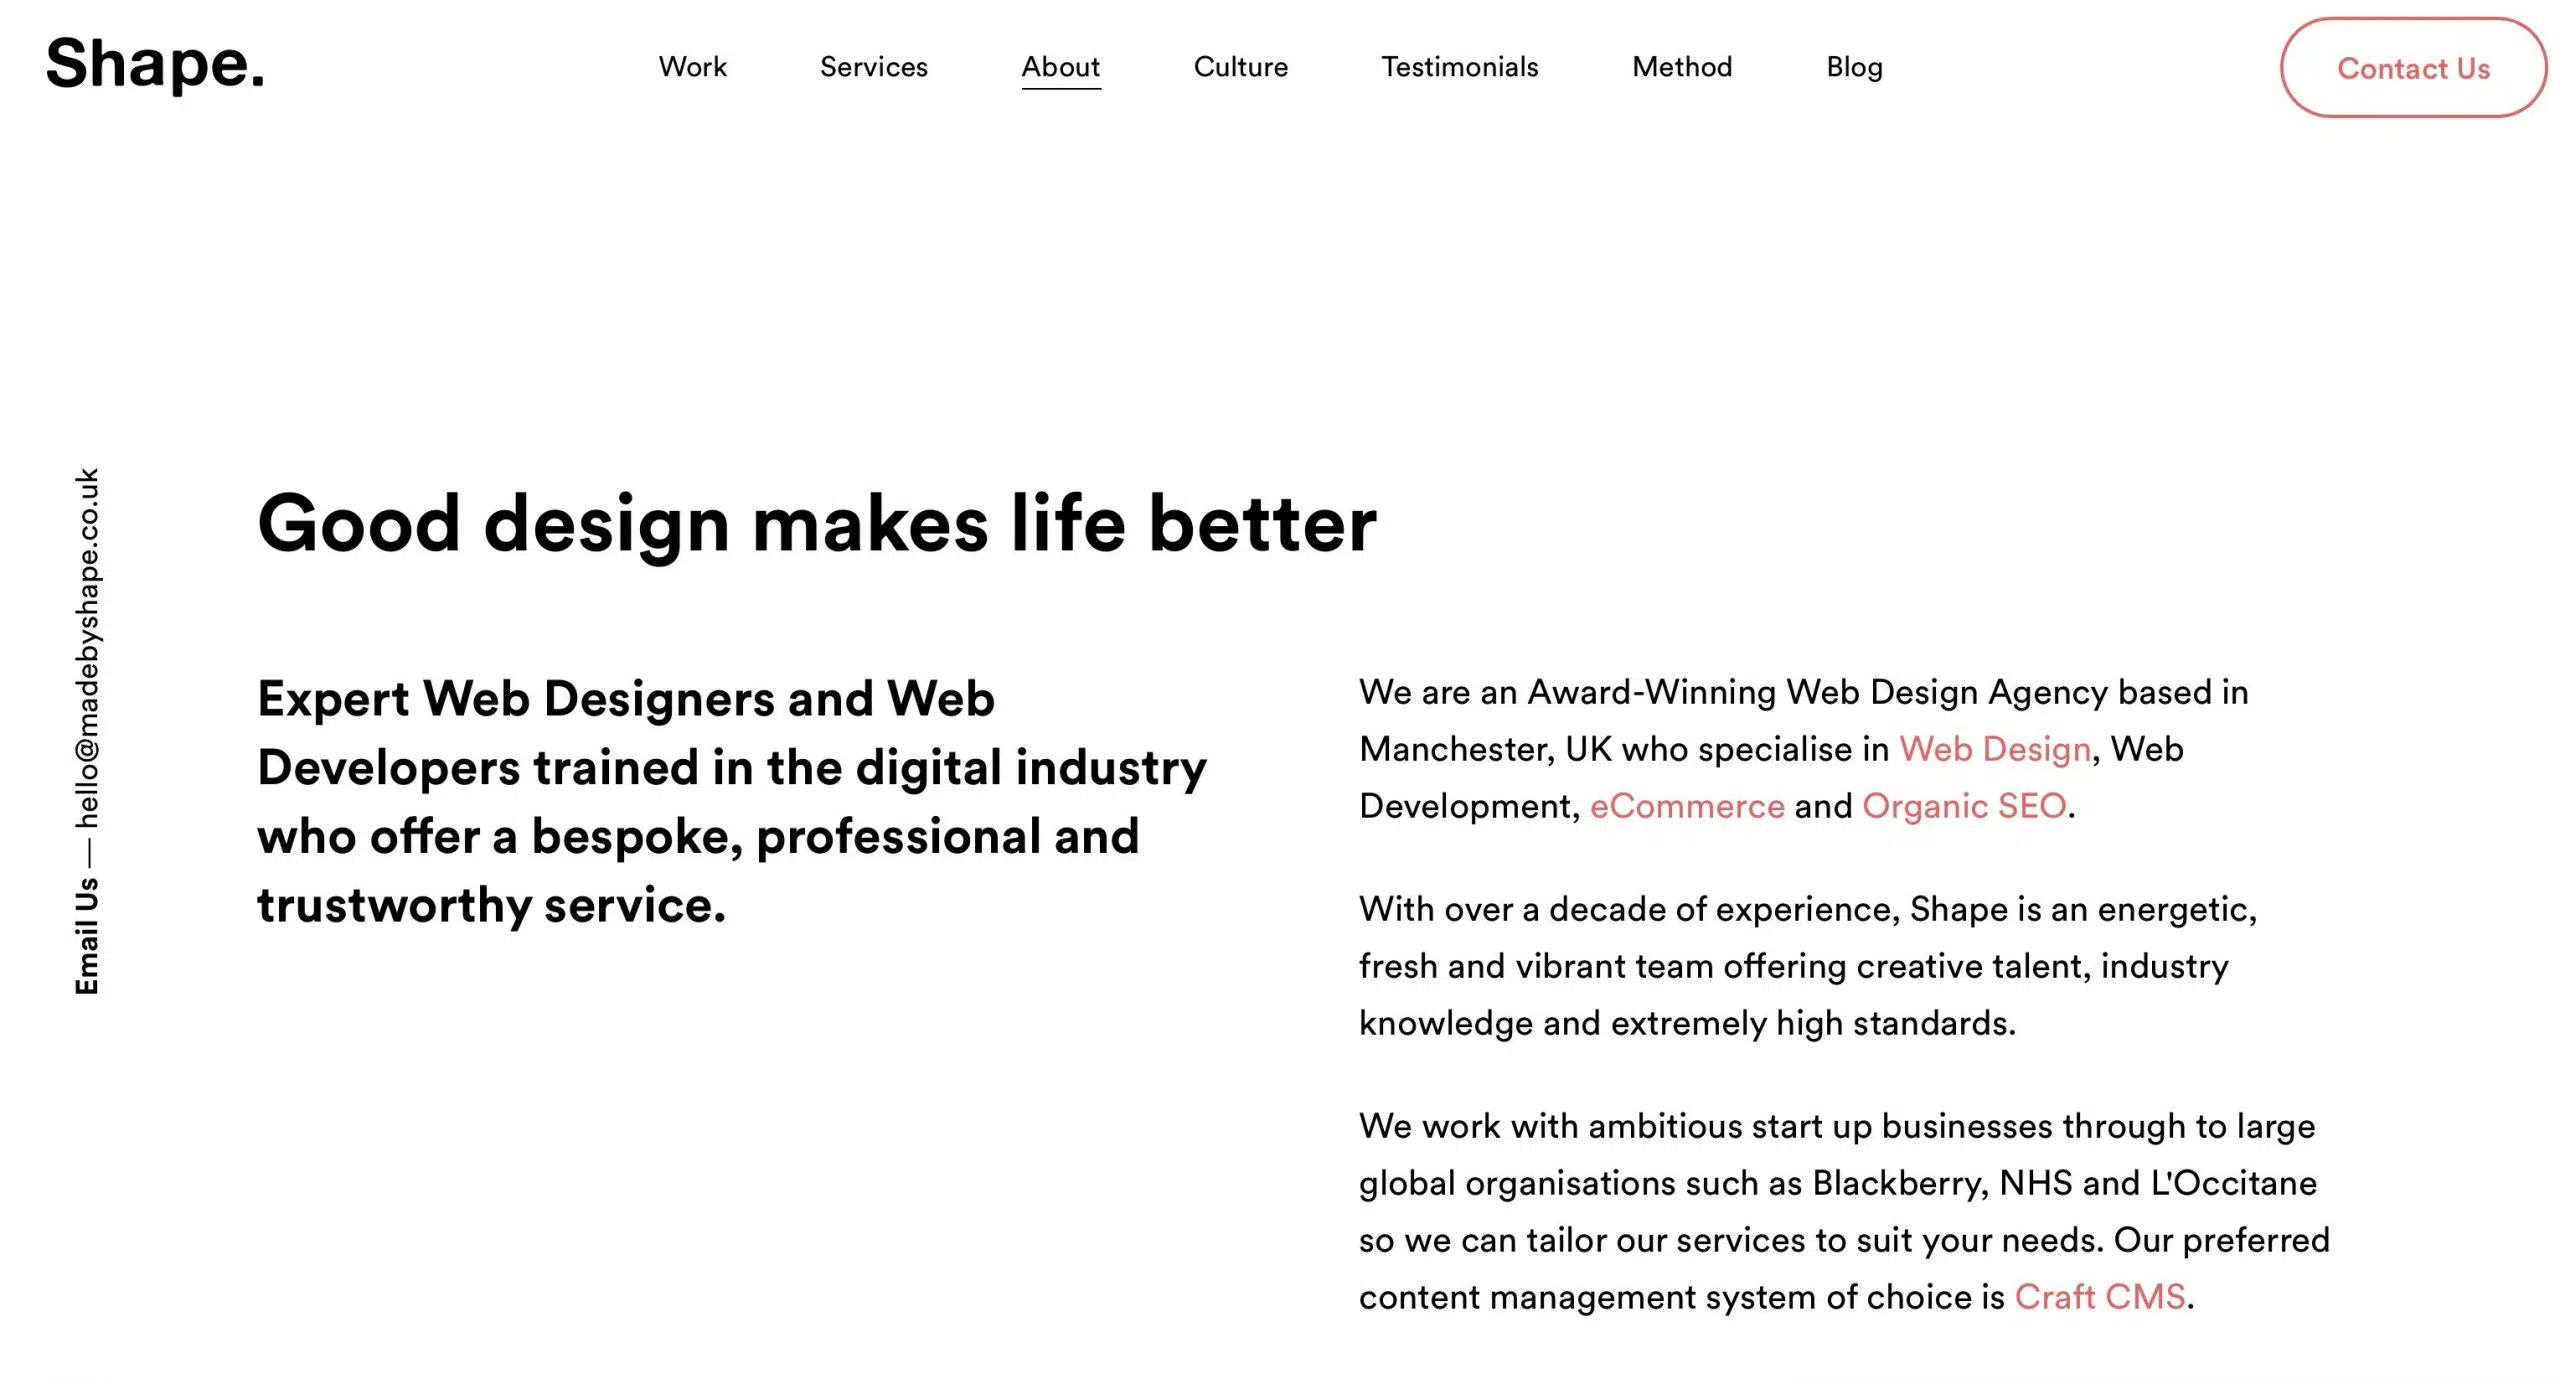 Shape.
Work
Services
About
Culture
Testimonials
Method
Blog
Contact Us
Email Us — hello@madebyshape.co.uk
Good design makes life better
Expert Web Designers and Web
Developers trained in the digital industry
who offer a bespoke, professional and
trustworthy service.
We are an Award-Winning Web Design Agency based in
Manchester, UK who specialise in Web Design, Web
Development, eCommerce and Organic SEO.
With over a decade of experience, Shape is an energetic,
fresh and vibrant team offering creative talent, industry
knowledge and extremely high standards.
We work with ambitious start up businesses through to large
global organisations such as Blackberry, NHS and L'Occitane
so we can tailor our services to suit your needs. Our preferred
content management system of choice is Craft CMS.